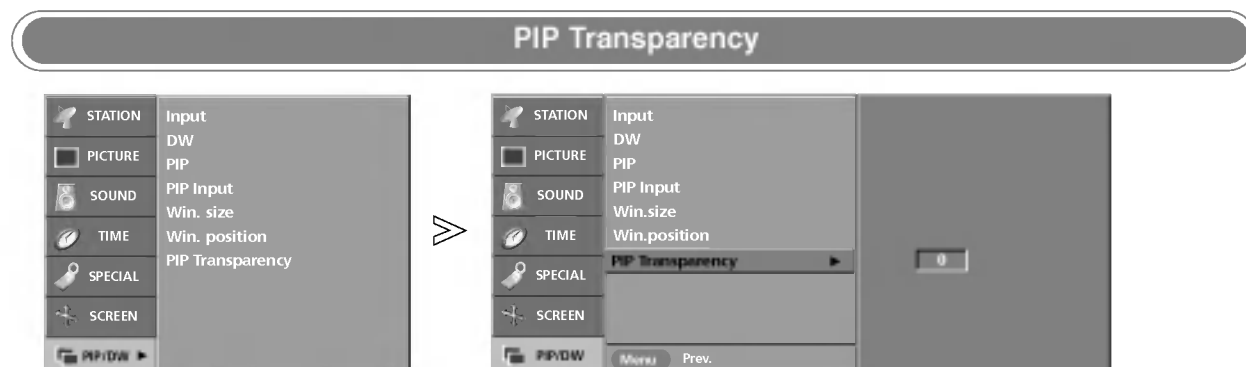 PIP Transparency
STATION
PICTURE
SOUND
TIME
SPECIAL
SCREEN
PIP/DW
Input
DW
PIP
PIP Input
Win. size
Win. position
PIP Transparency
STATION
PICTURE
SOUND
TIME
SPECIAL
SCREEN
PIP/DW
Input
DW
PIP
PIP Input
Win.size
Win.position
PIP Transparency
Menu Prev.
0